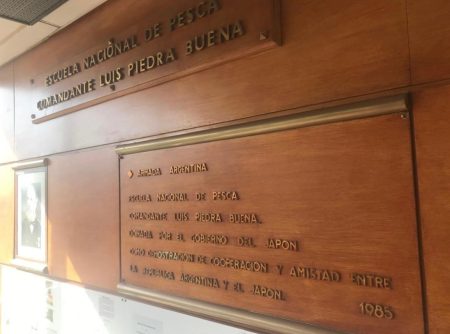 ESCUELA NACIONAL DE PESCA
COMANDANTE LUIS PIEDRA BUENA
ARMADA ARGENTINA
ESCUELA NACIONAL DE PESCA
COMANDANTE LUIS PIEDRA BUENA.
DONADA POR EL GOBIERNO DEL JAPON
COMO DEMOSTRACION DE COOPERACION Y AMISTAD ENTRE
LA REPUBLICA ARGENTINA Y EL JAPON.
1985